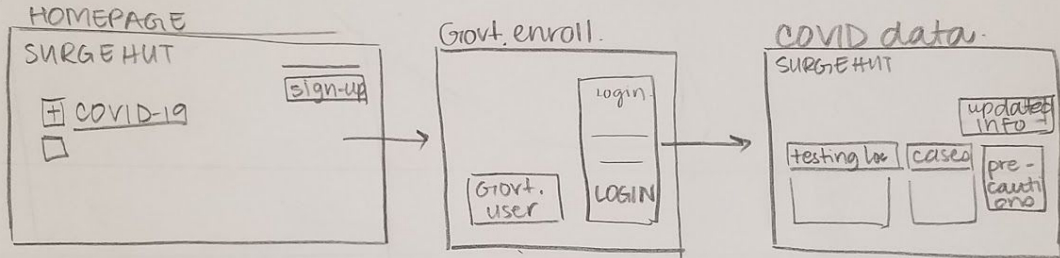 HOMEPAGE
SURGEHUT
sign-up
+ COVID-19
Govt. enroll.
Login.
LOGIN
Govt.
user
COVID data.
SURGEHUT
updated
info
testing loc
cases
pre-
cauti
ons